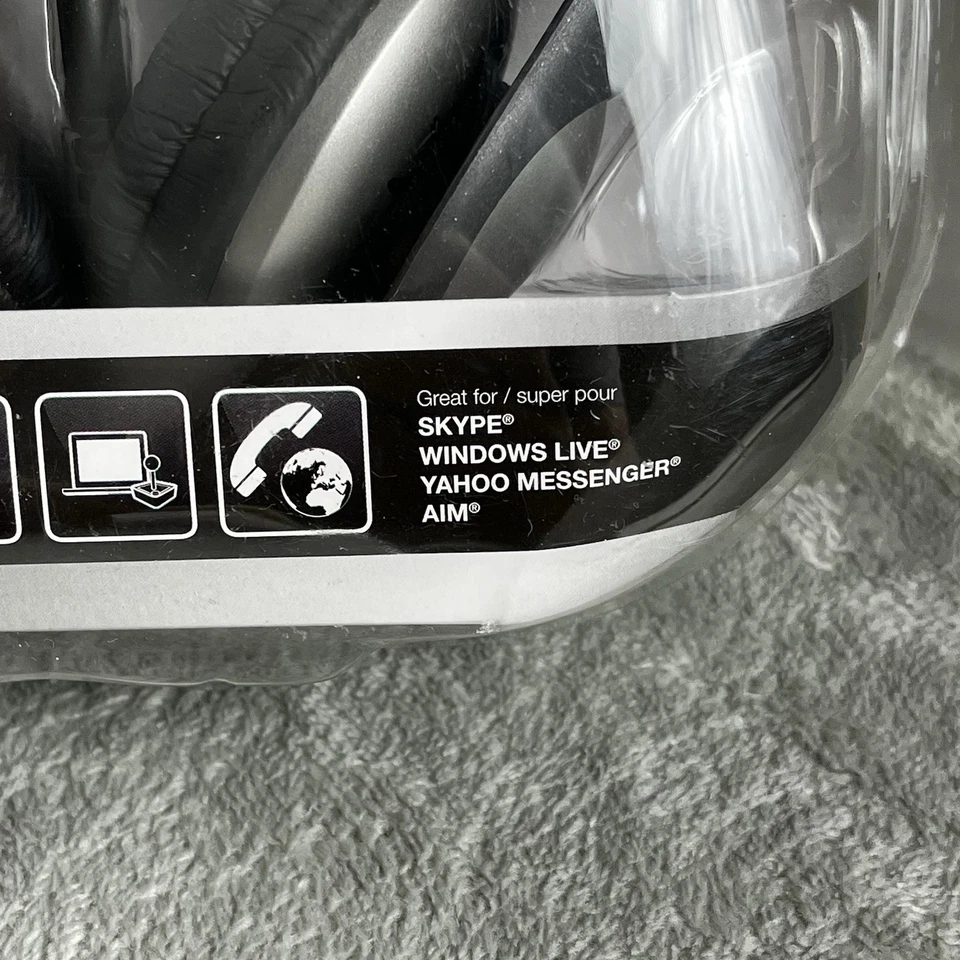 Great for / super pour
SKYPE®
WINDOWS LIVE®
YAHOO MESSENGER®
AIM®